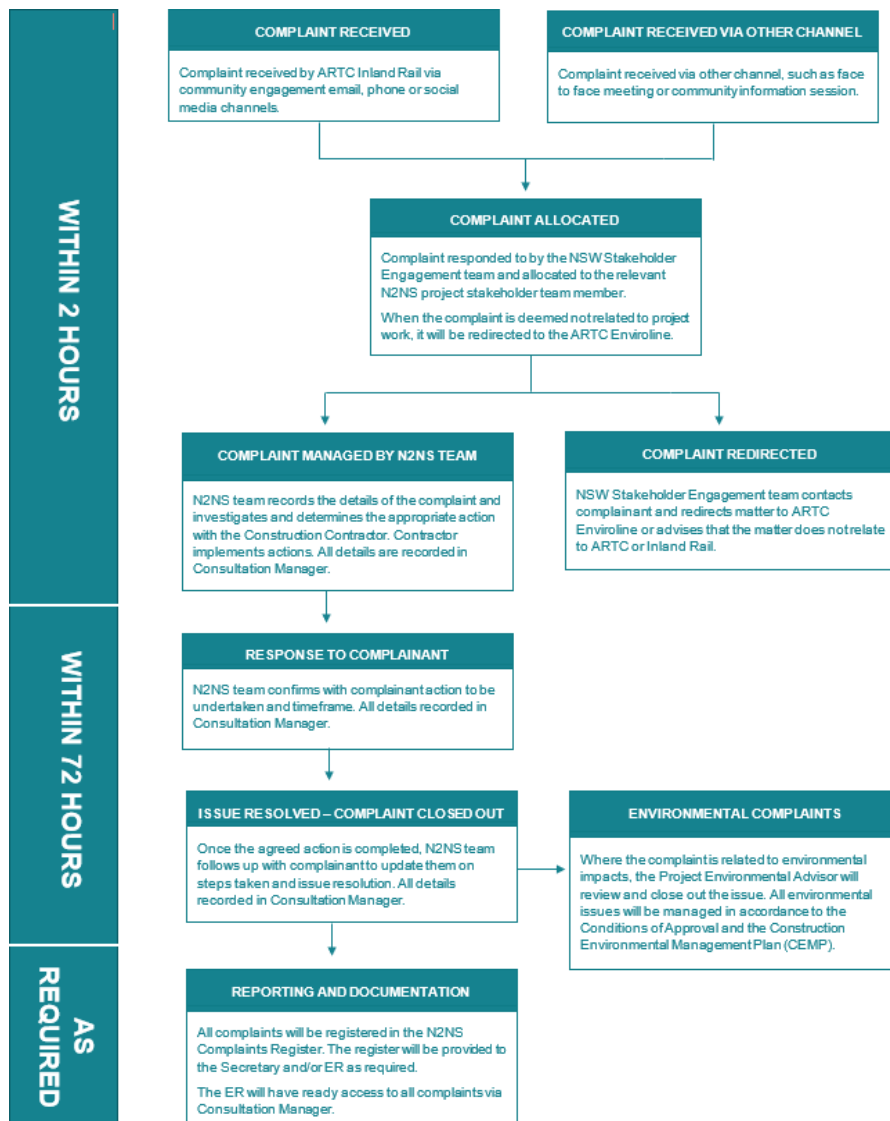 COMPLAINT RECEIVED
Complaint received by ARTC Inland Rail via
community engagement email, phone or social
media channels.
COMPLAINT RECEIVED VIA OTHER CHANNEL
Complaint received via other channel, such as face
to face meeting or community information session.
WITHIN 2 HOURS
COMPLAINT ALLOCATED
Complaint responded to by the NSW Stakeholder
Engagement team and allocated to the relevant
N2NS project stakeholder team member.
When the complaint is deemed not related to project
work, it will be redirected to the ARTC Enviroline.
COMPLAINT MANAGED BY N2NS TEAM
N2NS team records the details of the complaint and
investigates and determines the appropriate action
with the Construction Contractor. Contractor
implements actions. All details are recorded in
Consultation Manager.
COMPLAINT REDIRECTED
NSW Stakeholder Engagement team contacts
complainant and redirects matter to ARTC
Enviroline or advises that the matter does not relate
to ARTC or Inland Rail.
WITHIN 72 HOURS
RESPONSE TO COMPLAINANT
N2NS team confirms with complainant action to be
undertaken and timeframe. All details recorded in
Consultation Manager.
ISSUE RESOLVED – COMPLAINT CLOSED OUT
Once the agreed action is completed, N2NS team
follows up with complainant to update them on
steps taken and issue resolution. All details
recorded in Consultation Manager.
ENVIRONMENTAL COMPLAINTS
Where the complaint is related to environmental
impacts, the Project Environmental Advisor will
review and close out the issue. All environmental
issues will be managed in accordance to the
Conditions of Approval and the Construction
Environmental Management Plan (CEMP).
AS
REQUIRED
REPORTING AND DOCUMENTATION
All complaints will be registered in the N2NS
Complaints Register. The register will be provided to
the Secretary and/or ER as required.
The ER will have ready access to all complaints via
Consultation Manager.